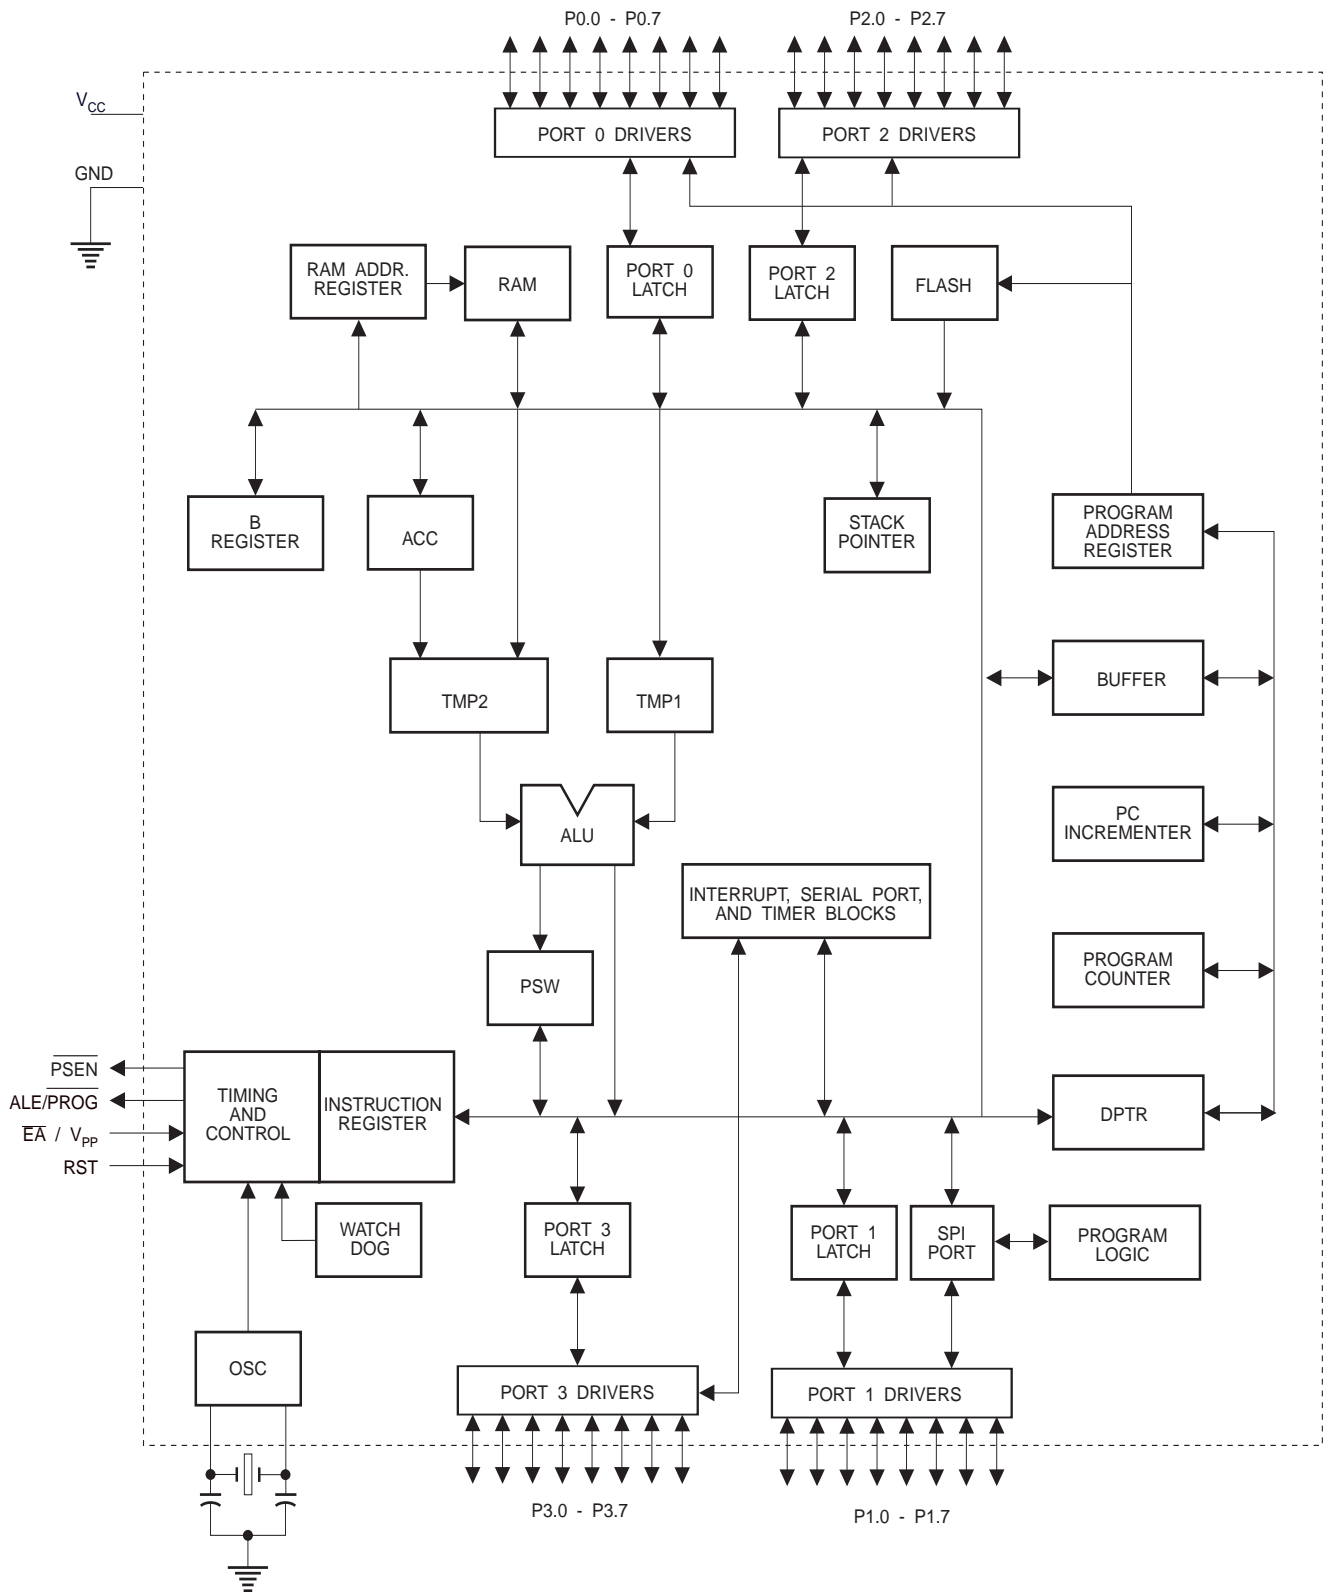 P0.0 - P0.7
P2.0 - P2.7
VCC
GND
PORT 0 DRIVERS
PORT 2 DRIVERS
RAM ADDR.
REGISTER
RAM
PORT 0
LATCH
PORT 2
LATCH
FLASH
B
REGISTER
ACC
STACK
POINTER
PROGRAM
ADDRESS
REGISTER
TMP2
TMP1
BUFFER
ALU
PC
INCREMENTER
INTERRUPT, SERIAL PORT,
AND TIMER BLOCKS
PSW
PROGRAM
COUNTER
PSEN
ALE/PROG
EA / VPP
RST
TIMING
AND
CONTROL
INSTRUCTION
REGISTER
DPTR
WATCH
DOG
PORT 3
LATCH
PORT 1
LATCH
SPI
PORT
PROGRAM
LOGIC
OSC
PORT 3 DRIVERS
PORT 1 DRIVERS
P3.0 - P3.7
P1.0 - P1.7